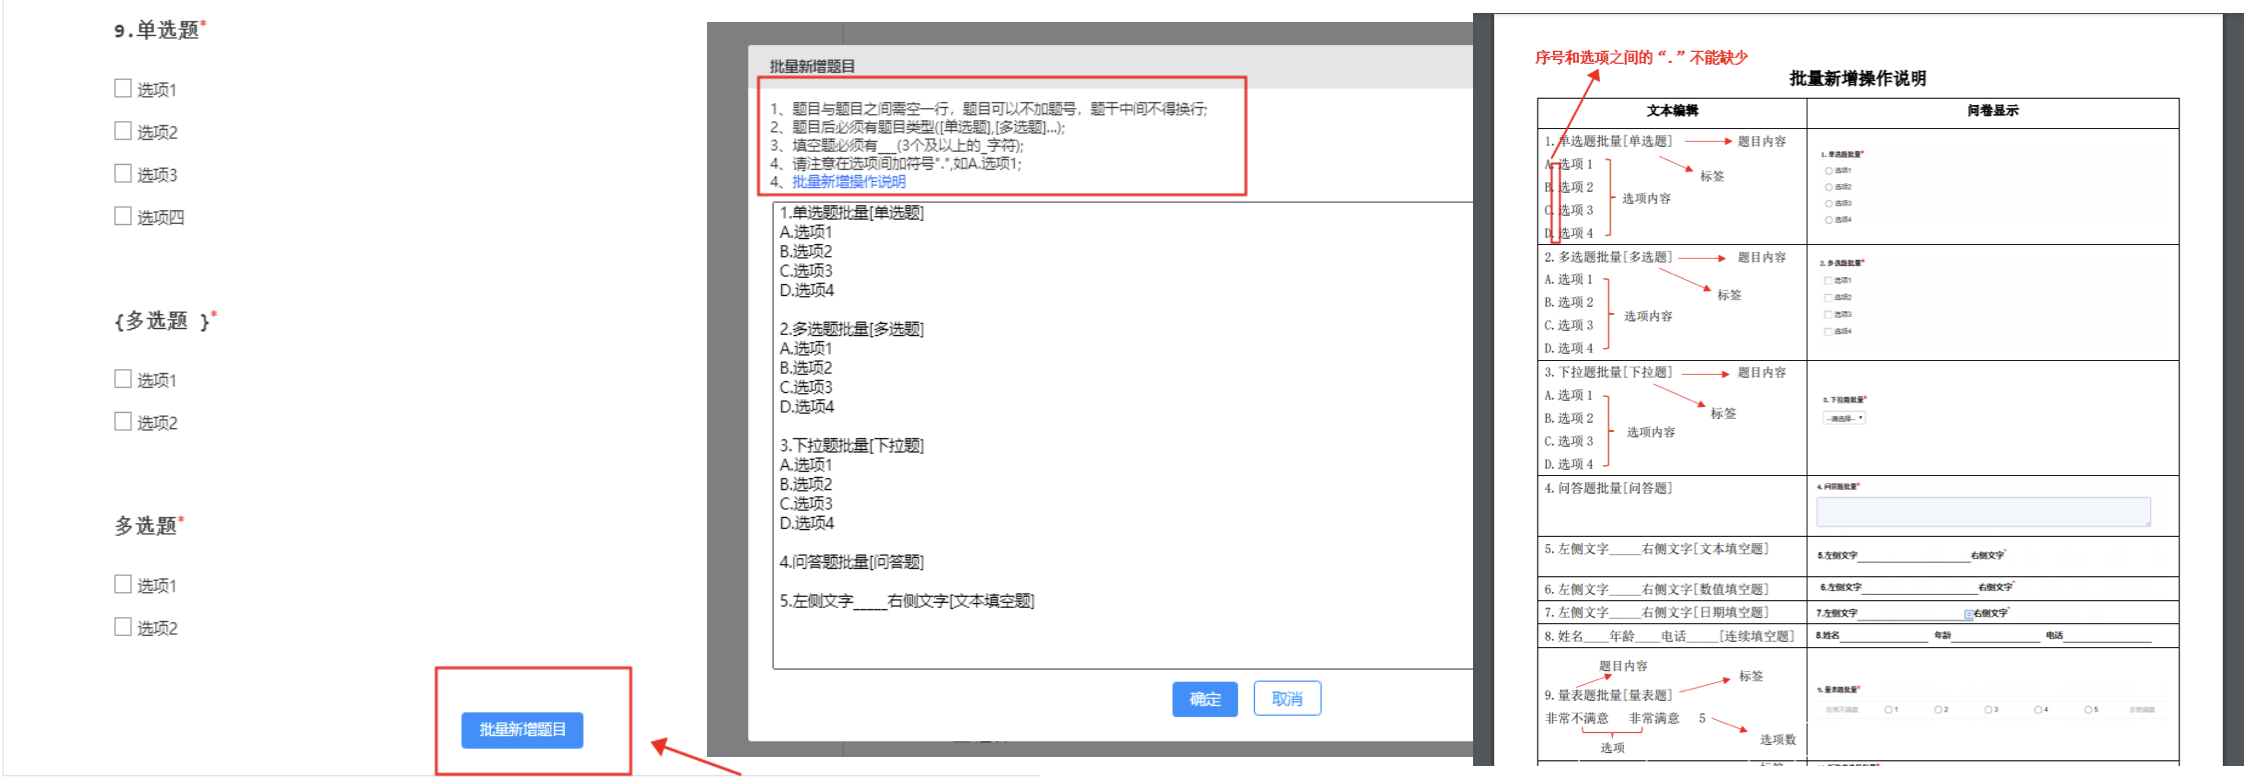 9.单选题*
选项1
选项2
选项3
选项四
{多选题 }*
选项1
选项2
多选题*
选项1
选项2
批量新增题目
批量新增题目
1、题目与题目之间需空一行，题目可以不加题号，题干中间不得换行;
2、题目后必须有题目类型([单选题],[多选题]...);
3、填空题必须有___(3个及以上的_字符);
4、请注意在选项间加符号".",如A.选项1;
4、批量新增操作说明
1.单选题批量[单选题]
A.选项1
B.选项2
C.选项3
D.选项4
2.多选题批量[多选题]
A.选项1
B.选项2
C.选项3
D.选项4
3.下拉题批量[下拉题]
A.选项1
B.选项2
C.选项3
D.选项4
4.问答题批量[问答题]
5.左侧文字_____右侧文字[文本填空题]
确定 取消
序号和选项之间的“.”不能缺少
批量新增操作说明
文本编辑 问卷显示
1.单选题批量[单选题] 题目内容
A.选项1
标签
B.选项2
选项内容
C.选项3
D.选项4
1.单选题批量*
选项1
选项2
选项3
选项4
2.多选题批量[多选题] 题目内容
A.选项1
标签
B.选项2
选项内容
C.选项3
D.选项4
2.多选题批量*
选项1
选项2
选项3
选项4
3.下拉题批量[下拉题] 题目内容
A.选项1
标签
B.选项2
选项内容
C.选项3
D.选项4
3.下拉题批量*
--请选择--
4.问答题批量[问答题]
4.问答题批量*
5.左侧文字_____右侧文字[文本填空题]
5.左侧文字 右侧文字*
6.左侧文字_____右侧文字[数值填空题]
6.左侧文字 右侧文字*
7.左侧文字_____右侧文字[日期填空题]
7.左侧文字 右侧文字*
8.姓名____年龄____电话_____[连续填空题]
8.姓名 年龄 电话
题目内容
标签
9.量表题批量[量表题]
非常不满意 非常满意 5
选项
选项数
9.量表题批量*
非常不满意 1 2 3 4 5 非常满意